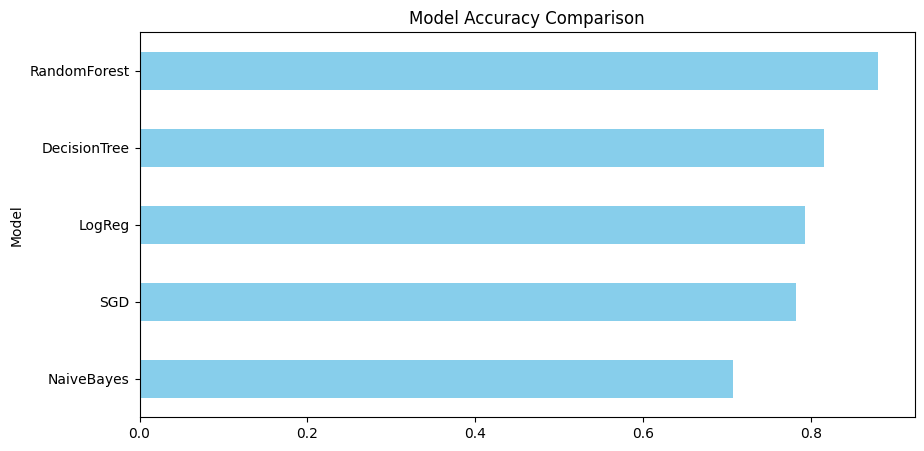 Model Accuracy Comparison
RandomForest
DecisionTree
LogReg
SGD
NaiveBayes
Model
0.0 0.2 0.4 0.6 0.8